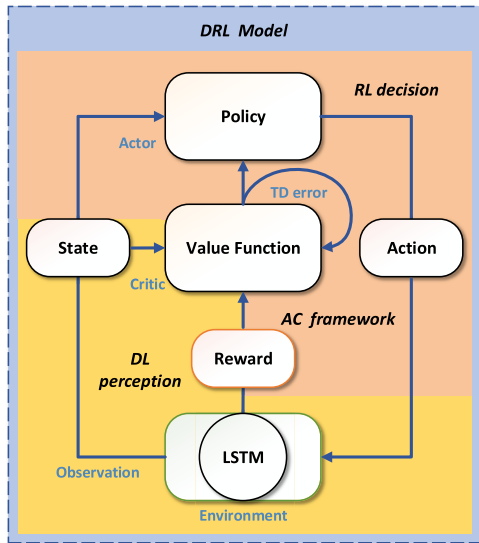 DRL Model
RL decision
Policy
Actor
TD error
State
Value Function
Action
Critic
AC framework
DL
perception
Reward
LSTM
Observation
Environment